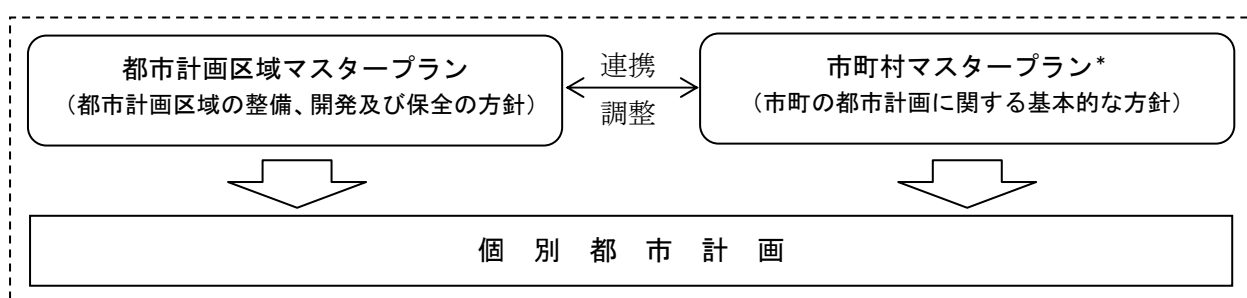 都市計画区域マスタープラン
(都市計画区域の整備、開発及び保全の方針)
連携
調整
市町村マスタープラン*
(市町の都市計画に関する基本的な方針)
個 別 都 市 計 画